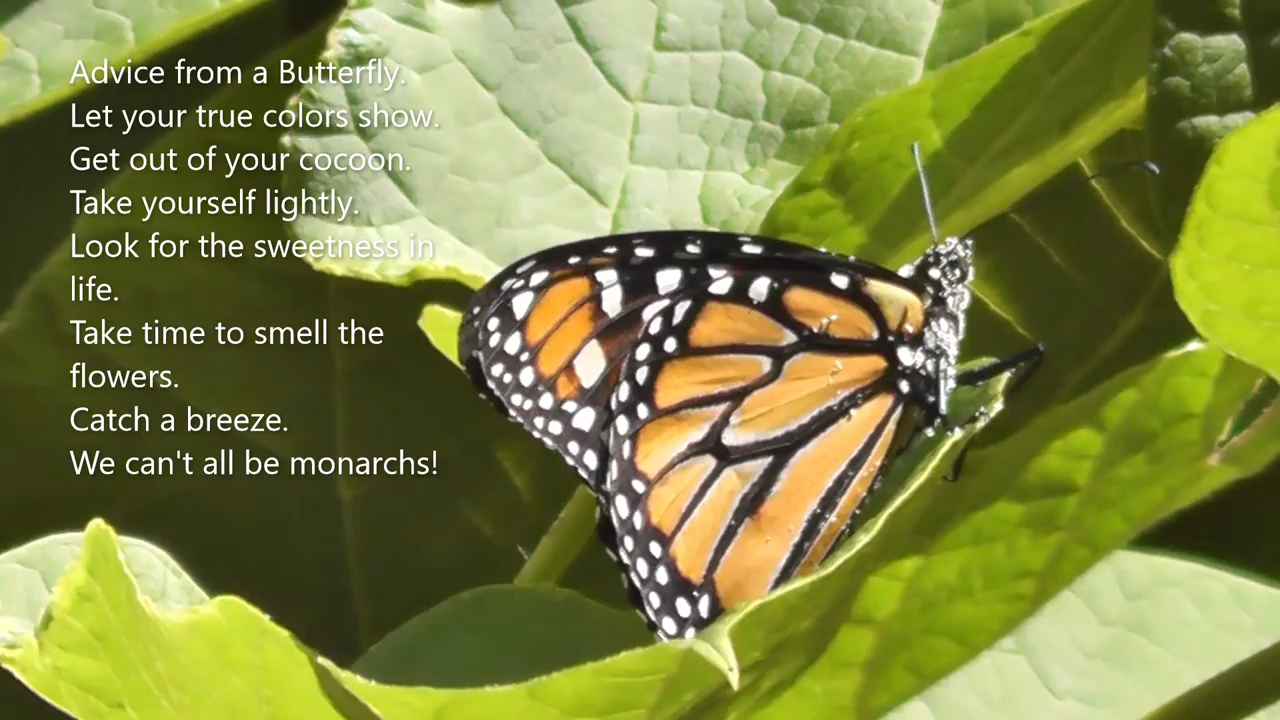 Advice from a Butterfly.
Let your true colors show.
Get out of your cocoon.
Take yourself lightly.
Look for the sweetness in
life.
Take time to smell the
flowers.
Catch a breeze.
We can't all be monarchs!